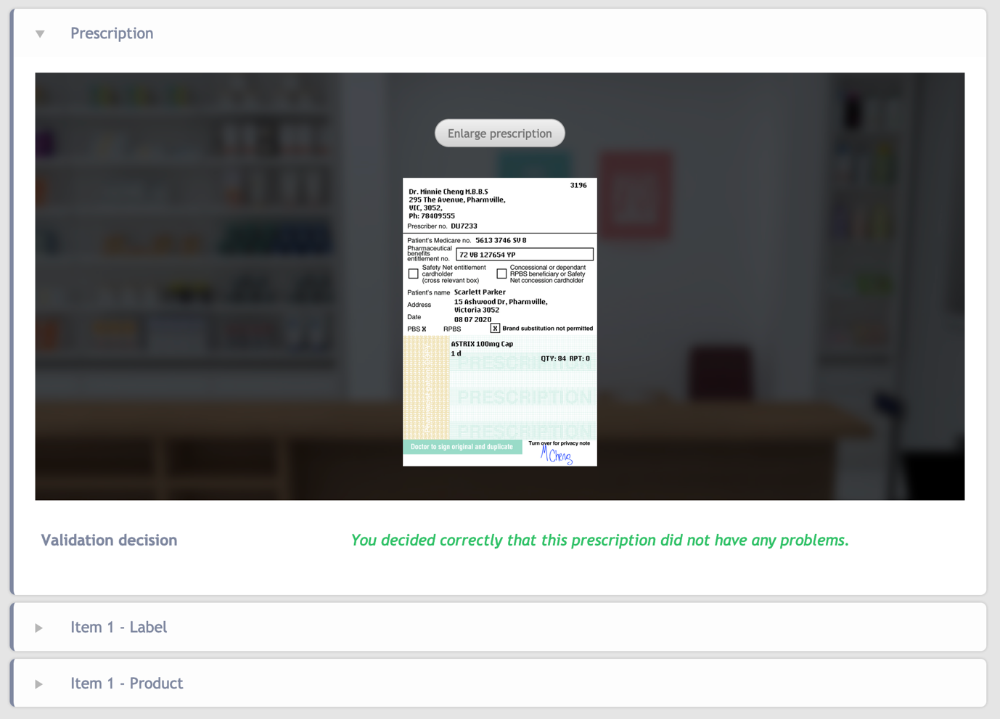 Prescription
Enlarge prescription
3196
Dr. Minnie Cheng M.B.B.S
295 The Avenue, Pharmville,
VIC, 3052,
Ph: 78409555
Prescriber no. DU7233
Patient's Medicare no. 5613 3746 SV 8
Pharmaceutical
benefits
entitlement no.
72 VB 127654 YP
Safety Net entitlement
cardholder
(cross relevant box)
Concessional or dependant
RPBS beneficiary or Safety
Net concession cardholder
Patient's name Scarlett Parker
Address 15 Ashwood Dr, Pharmville,
Victoria 3052
Date 08 07 2020
PBS X RPBS X Brand substitution not permitted
ASTRIX 100mg Cap
1 d
QTY: 84 RPT: 0
PRESCRIPTION
PRESCRIPTION
PRESCRIPTION
Doctor to sign original and duplicate
Turn over for privacy note
M Cheng
Validation decision
You decided correctly that this prescription did not have any problems.
Item 1 - Label
Item 1 - Product